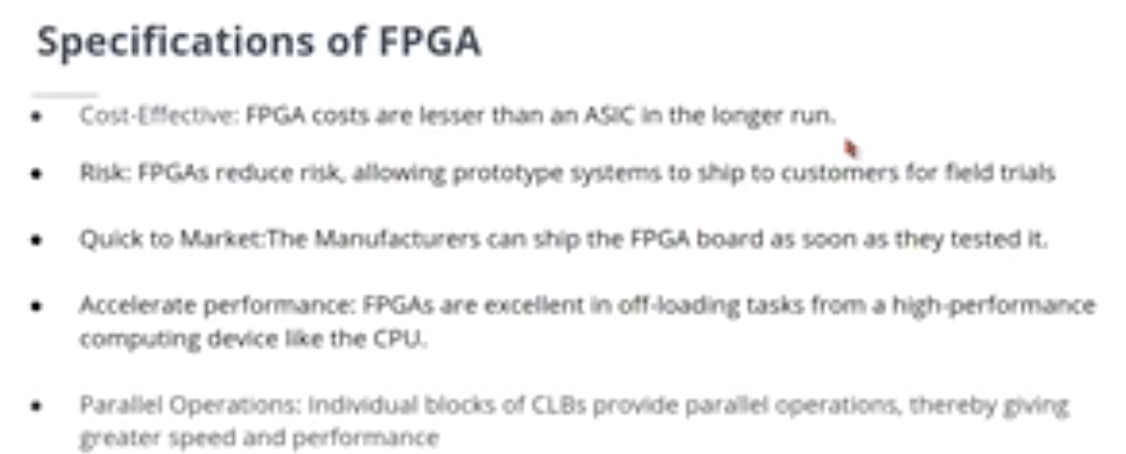 Specifications of FPGA
• Cost-Effective: FPGA costs are lesser than an ASIC in the longer run.
• Risk: FPGAs reduce risk, allowing prototype systems to ship to customers for field trials
• Quick to Market:The Manufacturers can ship the FPGA board as soon as they tested it.
• Accelerate performance: FPGAs are excellent in off-loading tasks from a high-performance
computing device like the CPU.
• Parallel Operations: Individual blocks of CLBs provide parallel operations, thereby giving
greater speed and performance